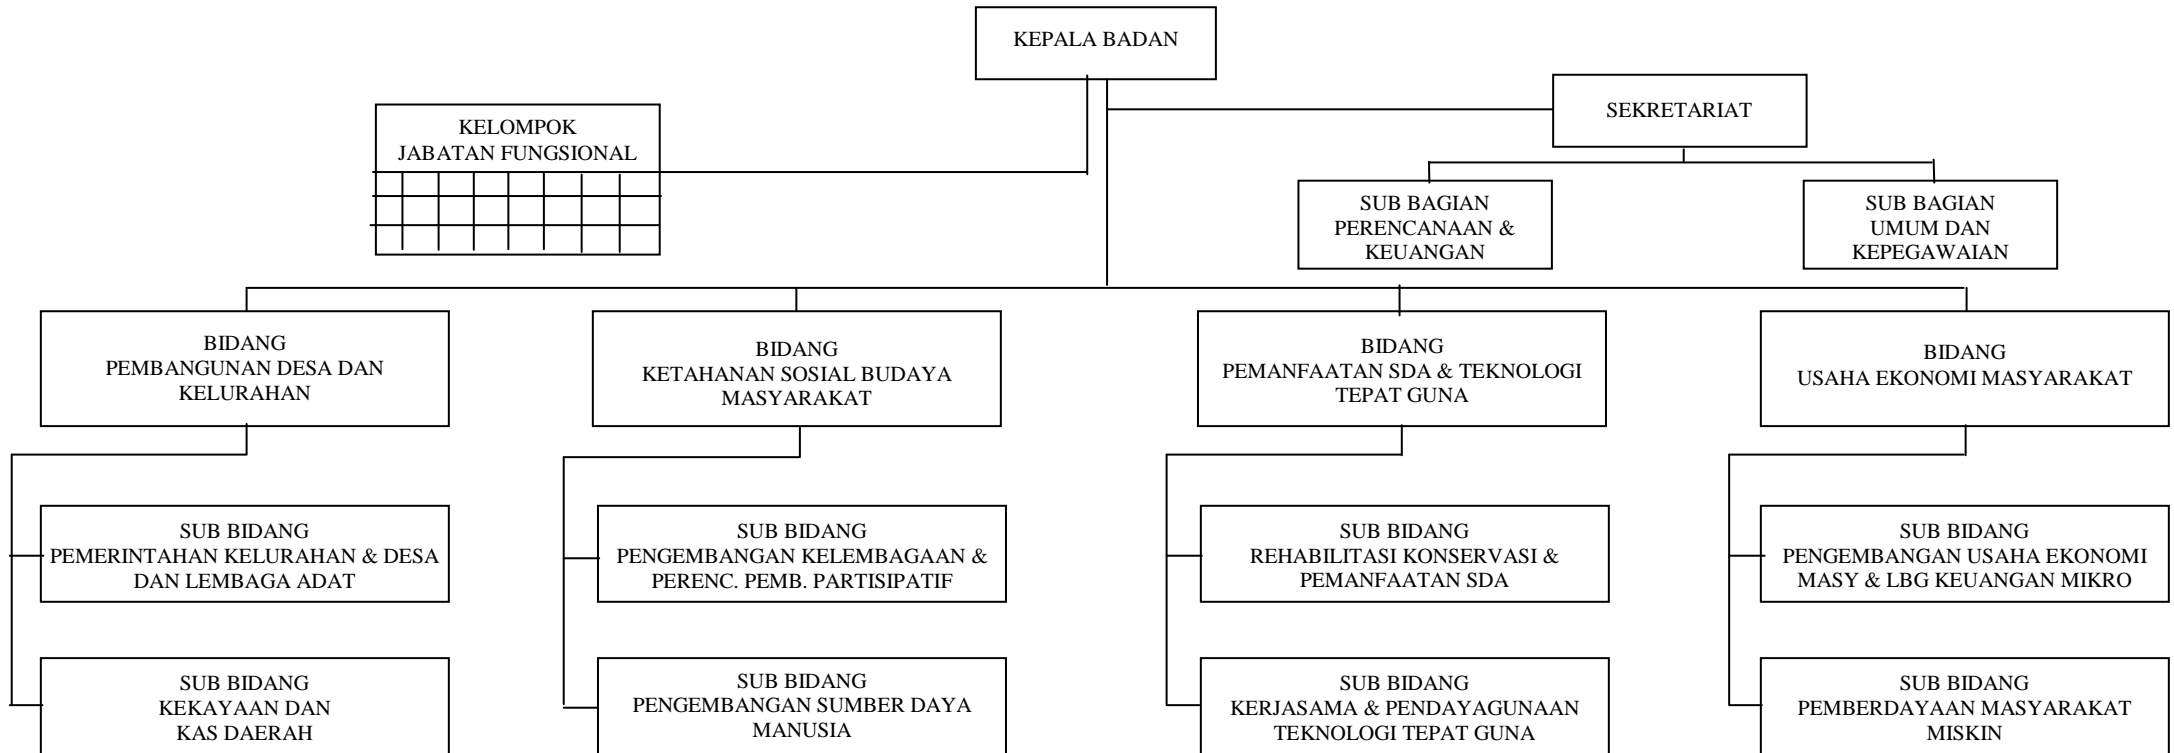 KEPALA BADAN
SEKRETARIAT
KELOMPOK
JABATAN FUNGSIONAL
SUB BAGIAN
PERENCANAAN &
KEUANGAN
SUB BAGIAN
UMUM DAN
KEPEGAWAIAN
BIDANG
PEMBANGUNAN DESA DAN
KELURAHAN
BIDANG
KETAHANAN SOSIAL BUDAYA
MASYARAKAT
BIDANG
PEMANFAATAN SDA & TEKNOLOGI
TEPAT GUNA
BIDANG
USAHA EKONOMI MASYARAKAT
SUB BIDANG
PEMERINTAHAN KELURAHAN & DESA
DAN LEMBAGA ADAT
SUB BIDANG
PENGEMBANGAN KELEMBAGAAN &
PERENC. PEMB. PARTISIPATIF
SUB BIDANG
REHABILITASI KONSERVASI &
PEMANFAATAN SDA
SUB BIDANG
PENGEMBANGAN USAHA EKONOMI
MASY & LBG KEUANGAN MIKRO
SUB BIDANG
KEKAYAAN DAN
KAS DAERAH
SUB BIDANG
PENGEMBANGAN SUMBER DAYA
MANUSIA
SUB BIDANG
KERJASAMA & PENDAYAGUNAAN
TEKNOLOGI TEPAT GUNA
SUB BIDANG
PEMBERDAYAAN MASYARAKAT
MISKIN